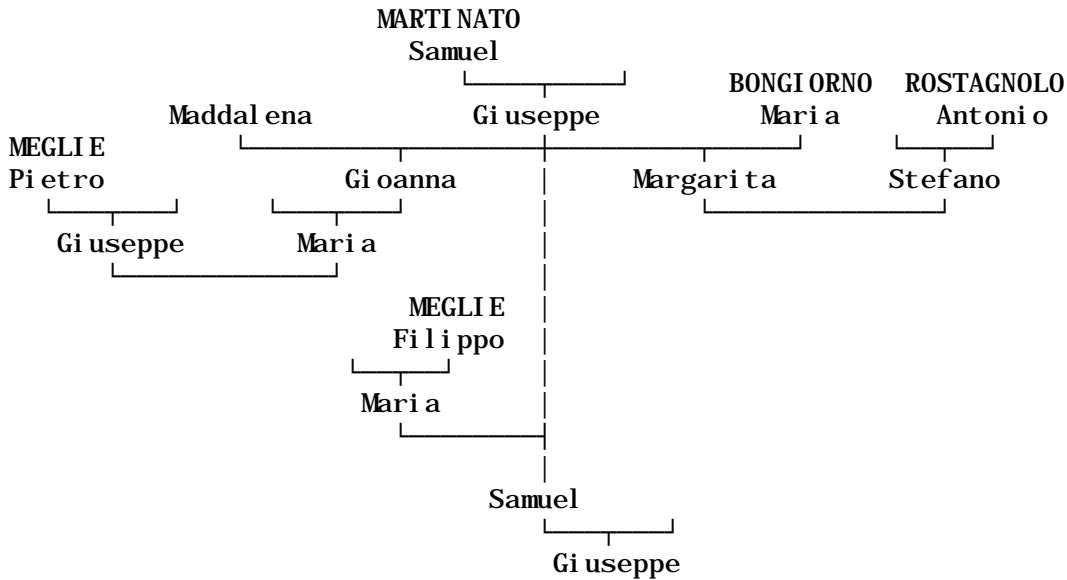 MARTINATO
Samuel
BONGIORNO ROSTAGNOLO
Maddalena Giuseppe Maria Antonio
MEGLIE
Pietro Gioanna Margarita Stefano
Giuseppe Maria
MEGLIE
Filippo
Maria
Samuel
Giuseppe